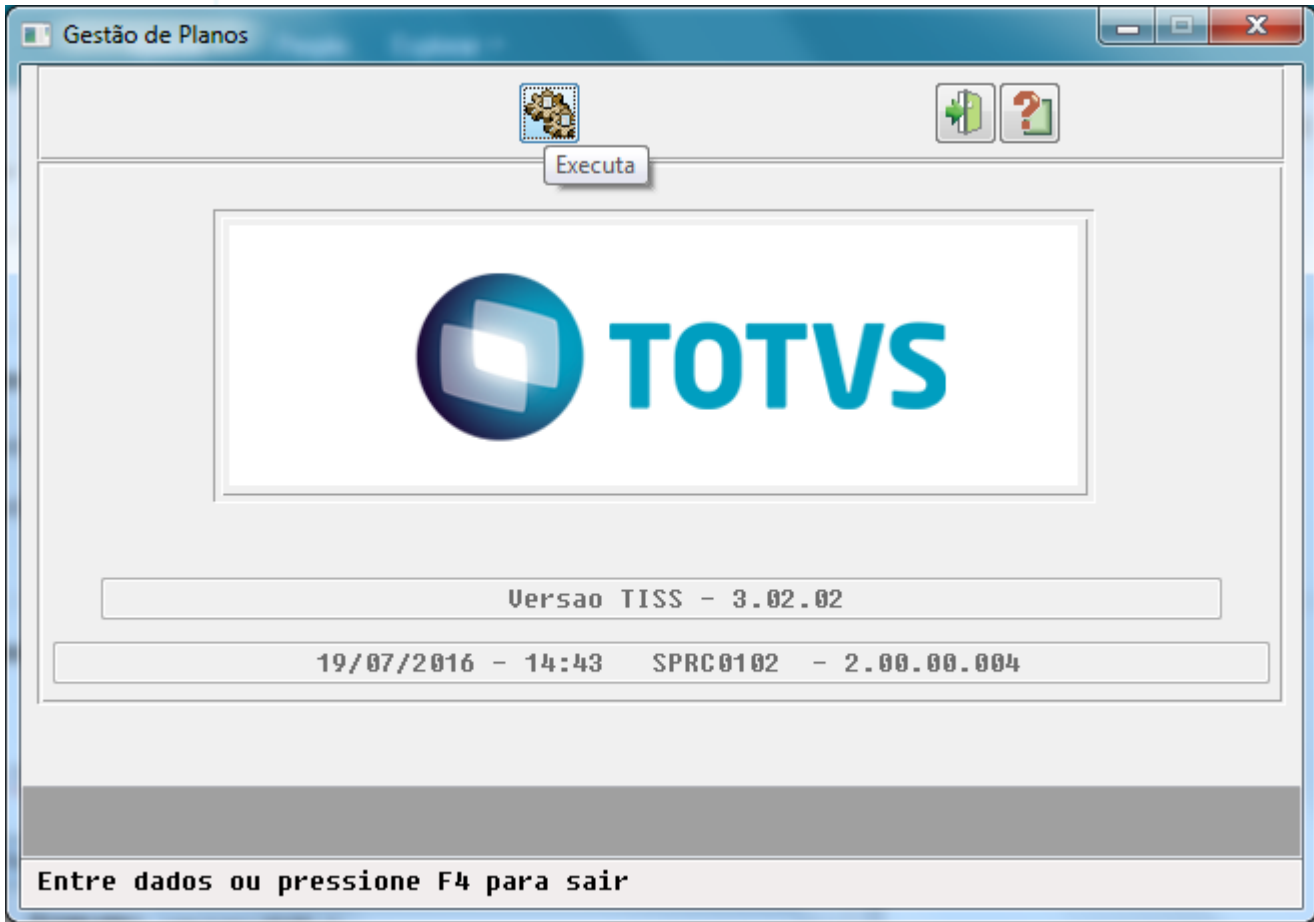 Gestão de Planos
Executa
TOTVS
Versao TISS - 3.02.02
19/07/2016 - 14:43 SPRC0102 - 2.00.00.004
Entre dados ou pressione F4 para sair